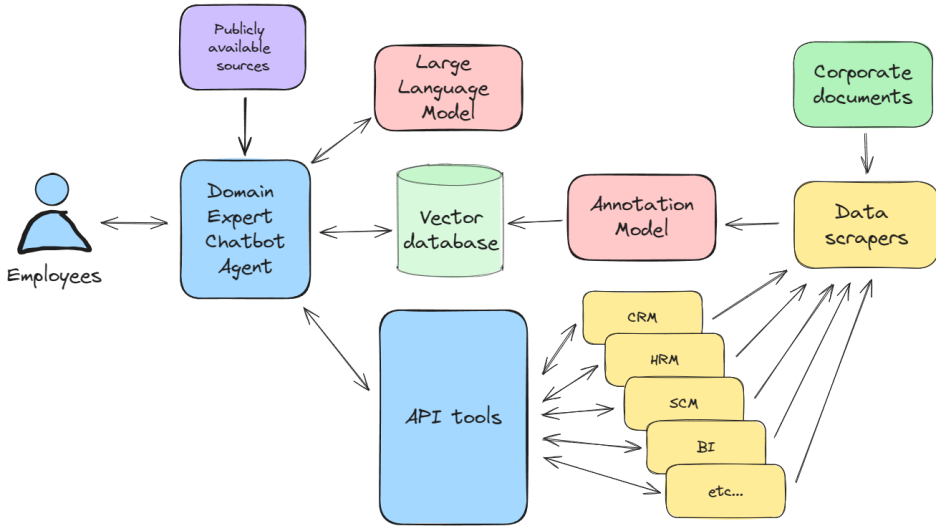 Publicly
available
sources
Large
Language
Model
Corporate
documents
Domain
Expert
Chatbot
Agent
Vector
database
Annotation
Model
Data
scrapers
Employees
API tools
CRM
HRM
SCM
BI
etc...